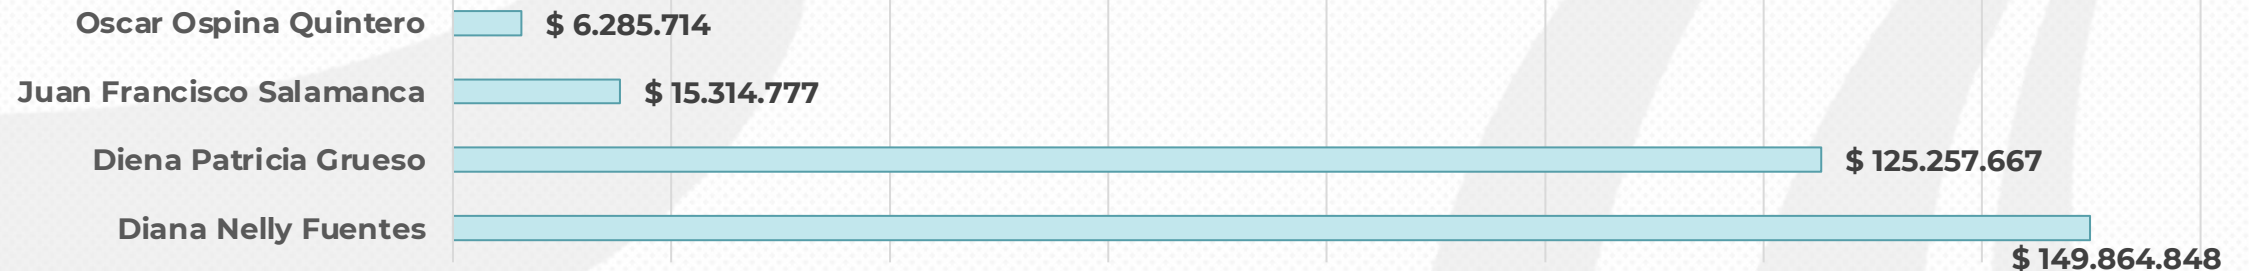 Oscar Ospina Quintero $ 6.285.714
Juan Francisco Salamanca $ 15.314.777
Diena Patricia Grueso $ 125.257.667
Diana Nelly Fuentes
$ 149.864.848